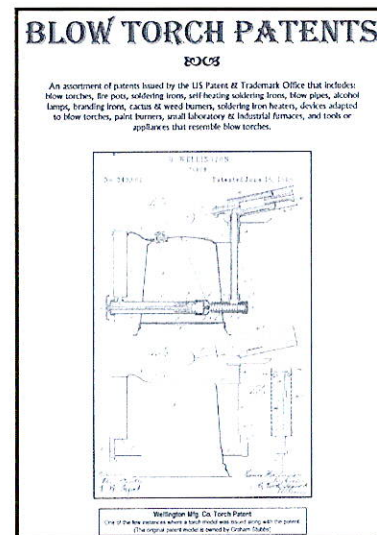 BLOW TORCH PATENTS
An assortment of patents issued by the US Patent & Trademark Office that includes:
blow torches, fire pots, soldering irons, self-heating soldering irons, blow pipes, alcohol
lamps, branding irons, cactus & weed burners, soldering iron heaters, devices adapted
to blow torches, paint burners, small laboratory & industrial furnaces, and tools or
appliances that resemble blow torches.
TORCH
No.
Patented June
Wellington Mfg. Co. Torch Patent
One of the few instances where a torch model was issued along with the patent
(The original patent model is owned by Graham Stubbs)